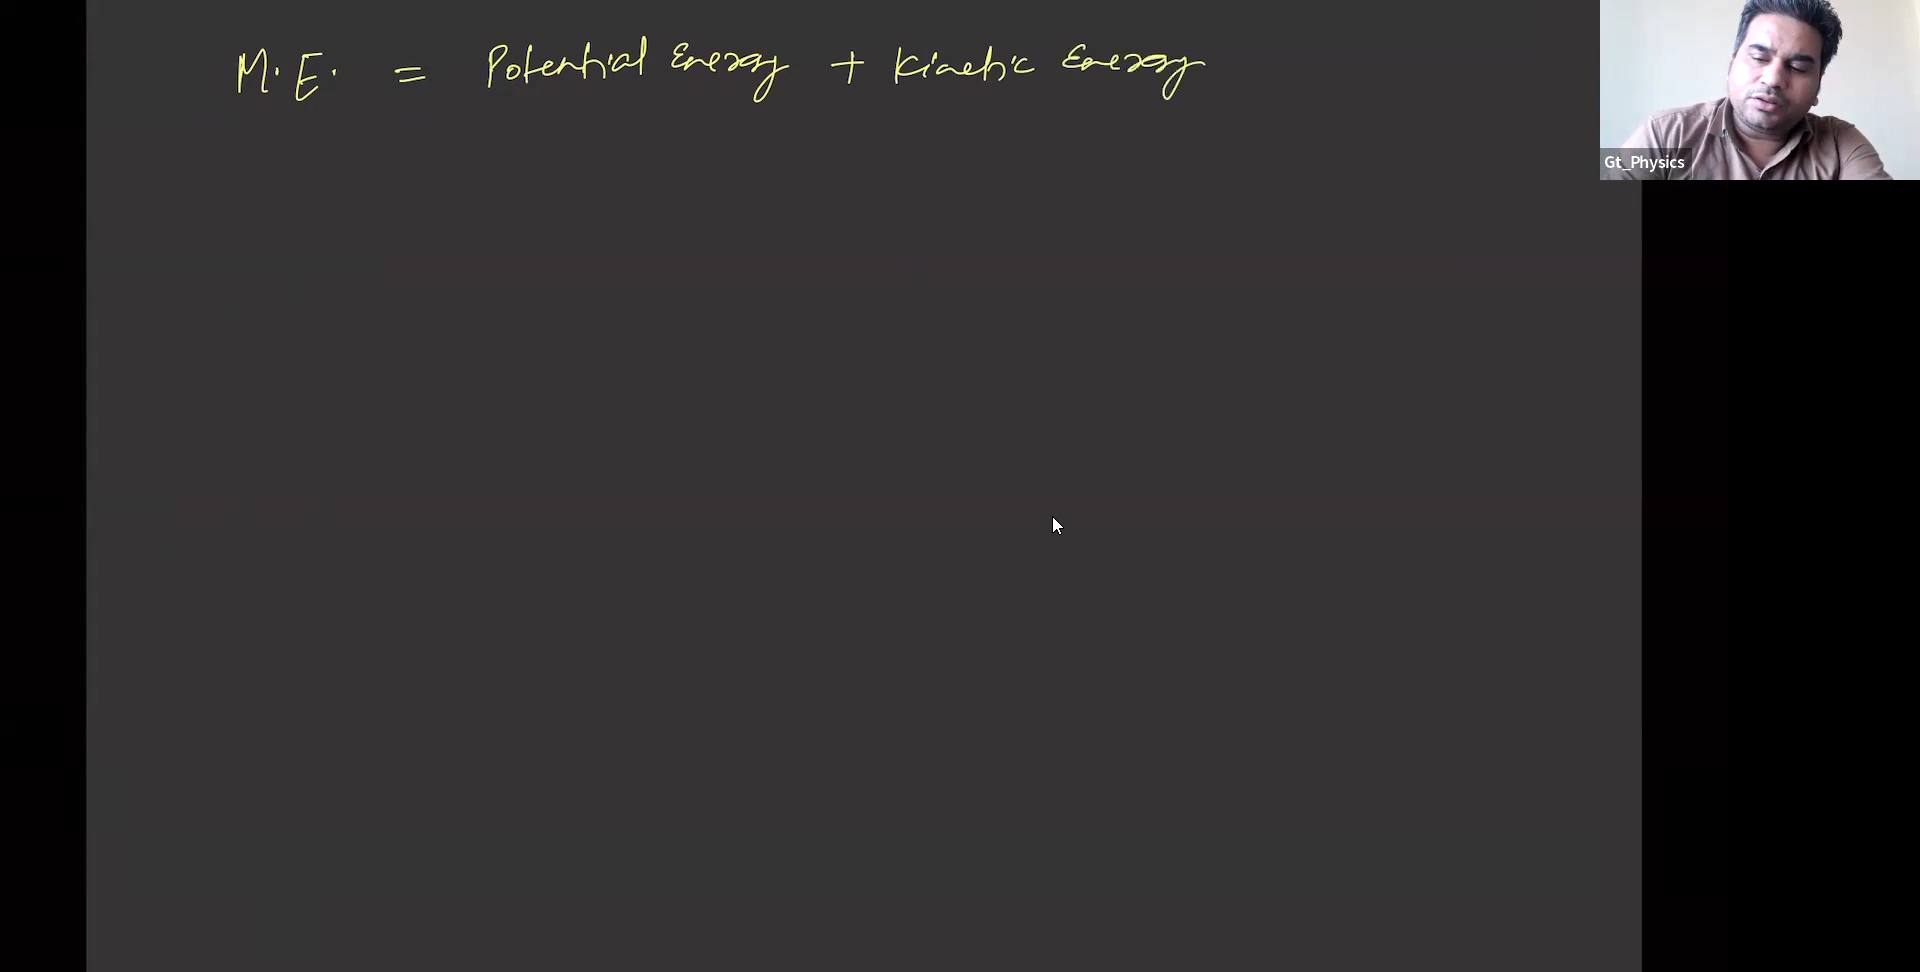 M.E. = Potential Energy + Kinetic Energy
Gt_Physics